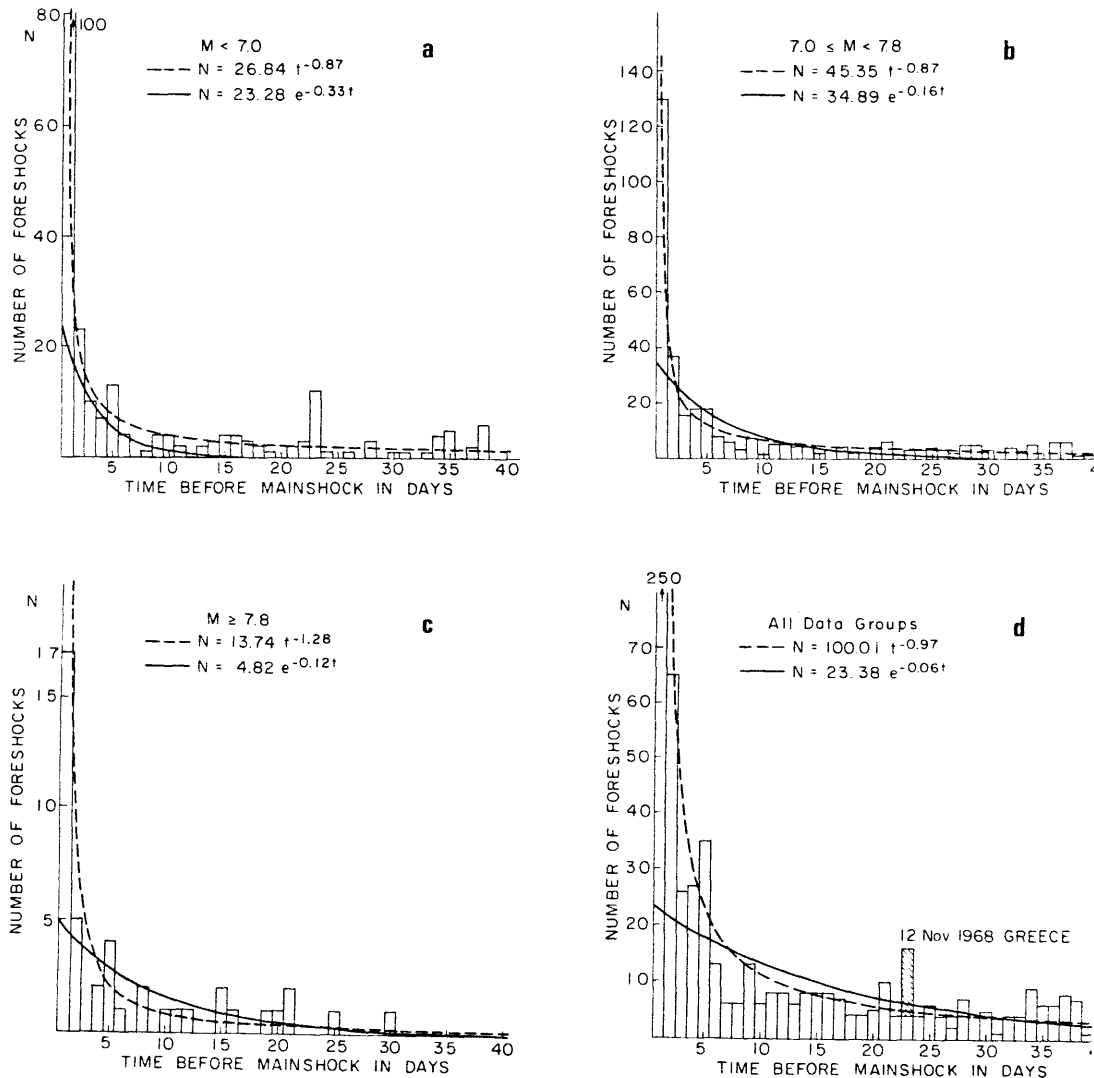 80
100
N
60
40
20
NUMBER OF FORESHOCKS
M < 7.0
a
N = 26.84 t^-0.87
N = 23.28 e^-0.33t
5 10 15 20 25 30 35 40
TIME BEFORE MAINSHOCK IN DAYS
7.0 ≤ M < 7.8
b
N = 45.35 t^-0.87
N = 34.89 e^-0.16t
140
120
100
80
60
40
20
NUMBER OF FORESHOCKS
5 10 15 20 25 30 35 4
TIME BEFORE MAINSHOCK IN DAYS
N
M ≥ 7.8
c
N = 13.74 t^-1.28
N = 4.82 e^-0.12t
17
15
10
5
NUMBER OF FORESHOCKS
5 10 15 20 25 30 35 40
TIME BEFORE MAINSHOCK IN DAYS
250
N
All Data Groups
d
N = 100.01 t^-0.97
N = 23.38 e^-0.06t
70
60
50
40
30
20
10
NUMBER OF FORESHOCKS
12 Nov 1968 GREECE
5 10 15 20 25 30 35
TIME BEFORE MAINSHOCK IN DAYS